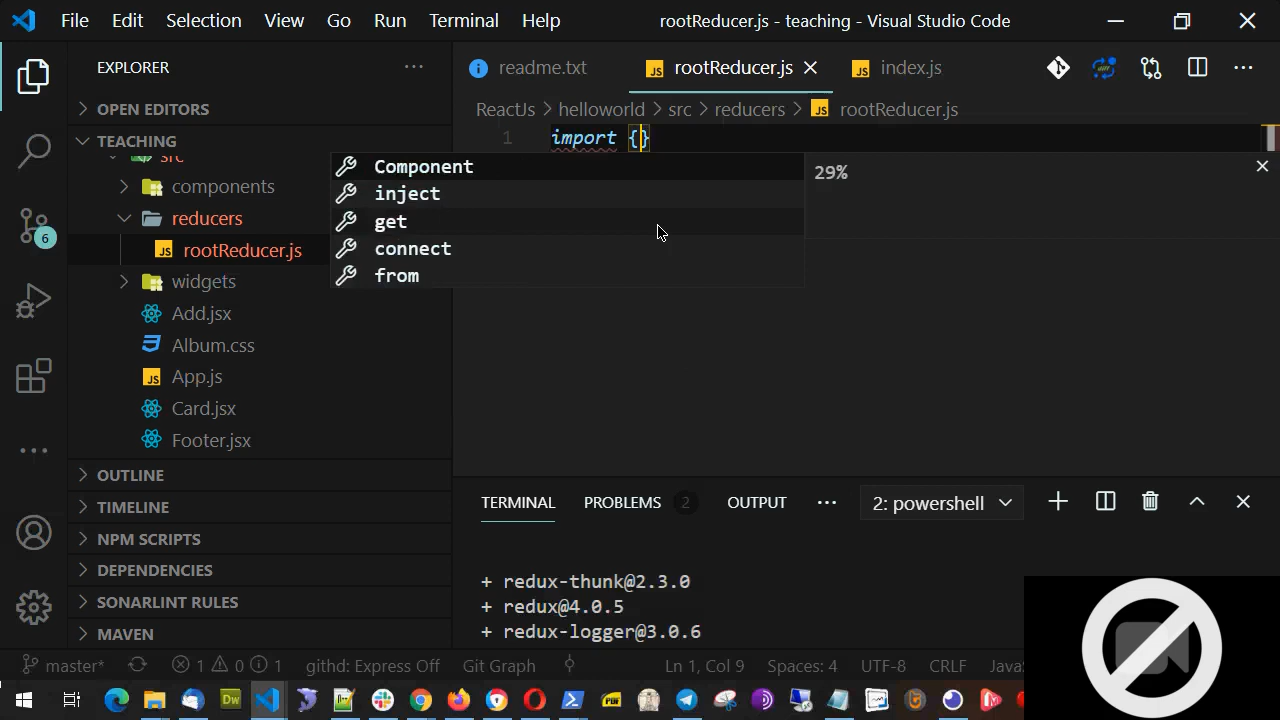 File Edit Selection View Go Run Terminal Help rootReducer.js - teaching - Visual Studio Code
EXPLORER
readme.txt rootReducer.js index.js
OPEN EDITORS
ReactJs > helloworld > src > reducers > rootReducer.js
TEACHING
1 import {}
src
components
reducers
rootReducer.js
widgets
Add.jsx
Album.css
App.js
Card.jsx
Footer.jsx
Component
inject
get
connect
from
29%
OUTLINE
TIMELINE
NPM SCRIPTS
DEPENDENCIES
SONARLINT RULES
MAVEN
TERMINAL PROBLEMS 2 OUTPUT 2: powershell
+ redux-thunk@2.3.0
+ redux@4.0.5
+ redux-logger@3.0.6
6
master* 1 0 1 githd: Express Off Git Graph Ln 1, Col 9 Spaces: 4 UTF-8 CRLF
JS
Dw